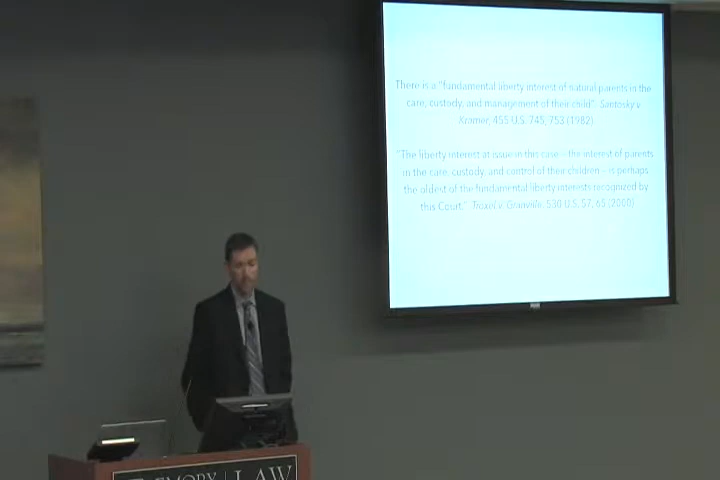 There is a "fundamental liberty interest of natural parents in the
care, custody, and management of their child". Santosky v.
Kramer, 455 U.S. 745, 753 (1982)
"The liberty interest at issue in this case – the interest of parents
in the care, custody, and control of their children – is perhaps
the oldest of the fundamental liberty interests recognized by
this Court." Troxel v. Granville, 530 U.S. 57, 65 (2000)
EMORY | LAW